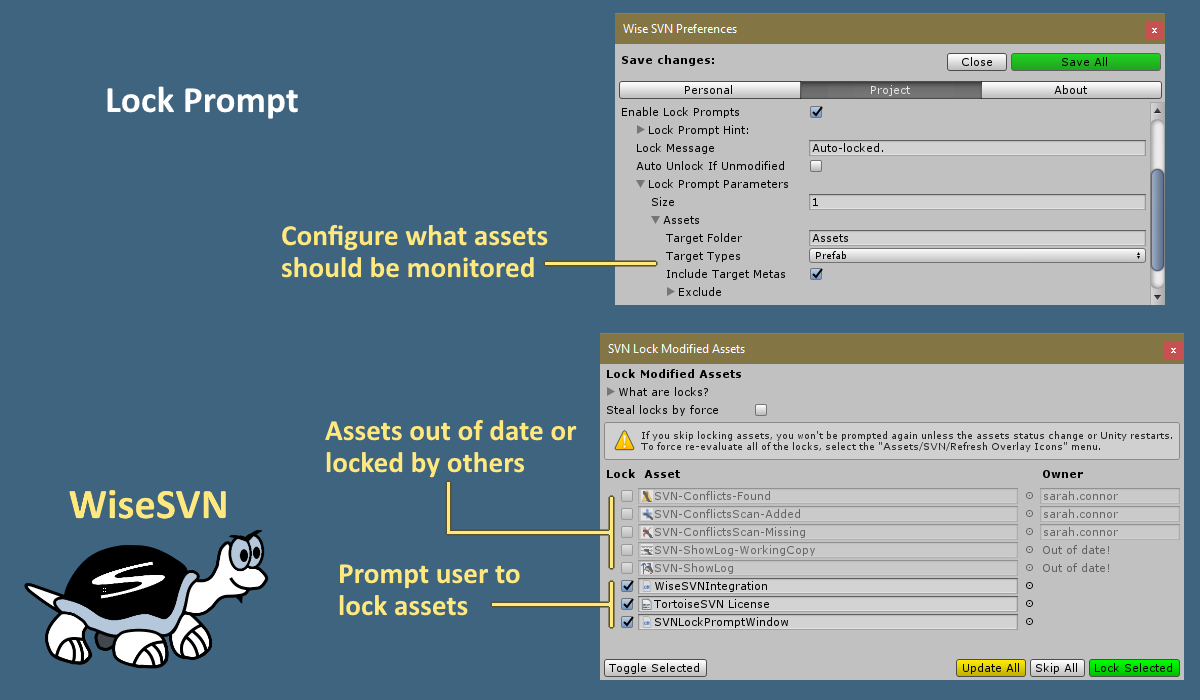 Lock Prompt
Wise SVN Preferences
x
Save changes:
Close
Save All
Personal
Project
About
Enable Lock Prompts
Lock Prompt Hint:
Lock Message
Auto-locked.
Auto Unlock If Unmodified
Lock Prompt Parameters
Size
1
Assets
Target Folder
Assets
Target Types
Prefab
Include Target Metas
Exclude
Configure what assets
should be monitored
SVN Lock Modified Assets
x
Lock Modified Assets
What are locks?
Steal locks by force
If you skip locking assets, you won't be prompted again unless the assets status change or Unity restarts.
To force re-evaluate all of the locks, select the "Assets/SVN/Refresh Overlay Icons" menu.
Lock Asset Owner
SVN-Conflicts-Found sarah.connor
SVN-ConflictsScan-Added sarah.connor
SVN-ConflictsScan-Missing sarah.connor
SVN-ShowLog-WorkingCopy Out of date!
SVN-ShowLog Out of date!
WiseSVNIntegration
TortoiseSVN License
SVNLockPromptWindow
Toggle Selected
Update All
Skip All
Lock Selected
Assets out of date or
locked by others
Prompt user to
lock assets
WiseSVN